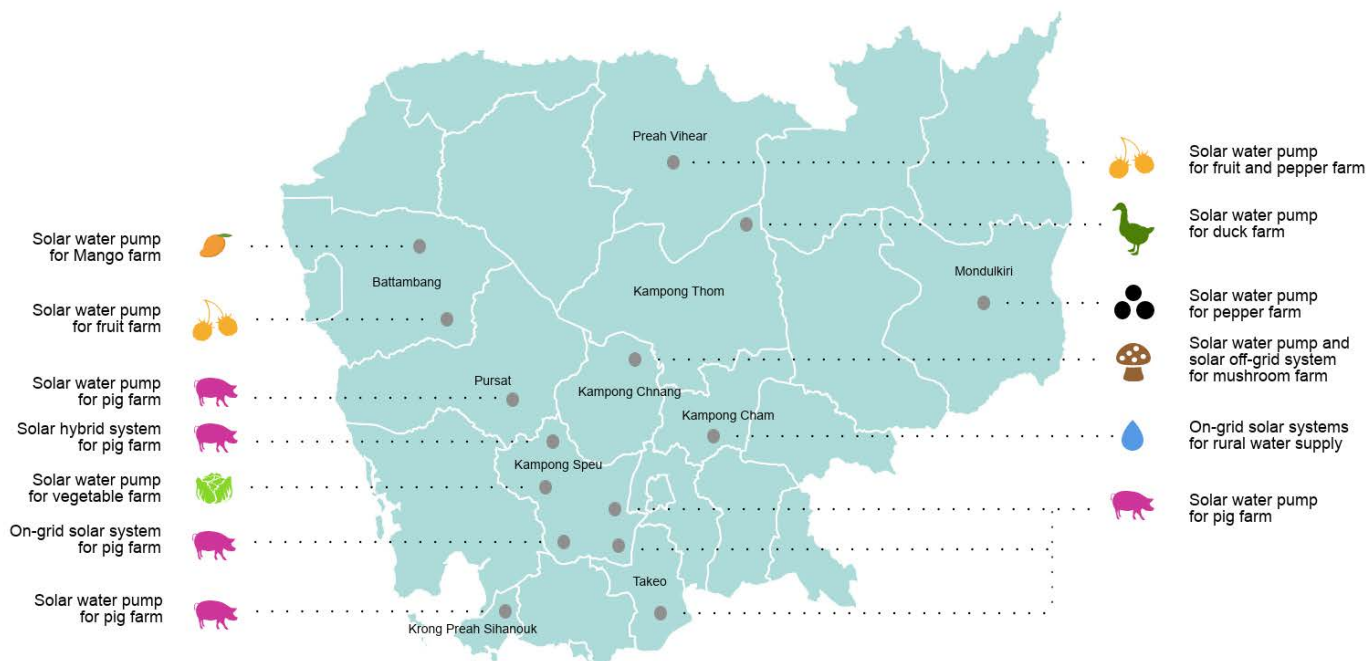 Solar water pump
for Mango farm
Solar water pump
for fruit farm
Solar water pump
for pig farm
Solar hybrid system
for pig farm
Solar water pump
for vegetable farm
On-grid solar system
for pig farm
Solar water pump
for pig farm
Preah Vihear
Battambang
Kampong Thom
Mondulkiri
Pursat
Kampong Chnang
Kampong Cham
Kampong Speu
Takeo
Krong Preah Sihanouk
Solar water pump
for fruit and pepper farm
Solar water pump
for duck farm
Solar water pump
for pepper farm
Solar water pump and
solar off-grid system
for mushroom farm
On-grid solar systems
for rural water supply
Solar water pump
for pig farm